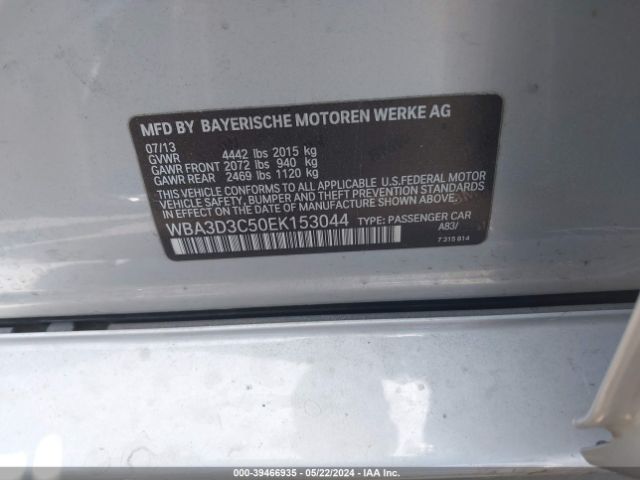 MFD BY BAYERISCHE MOTOREN WERKE AG
07/13
GVWR 4442 lbs 2015 kg
GAWR FRONT 2072 lbs 940 kg
GAWR REAR 2469 lbs 1120 kg
THIS VEHICLE CONFORMS TO ALL APPLICABLE U.S.FEDERAL MOTOR
VEHICLE SAFETY, BUMPER AND THEFT PREVENTION STANDARDS
IN EFFECT ON THE DATE OF MANUFACTURE SHOWN ABOVE.
WBA3D3C50EK153044 TYPE: PASSENGER CAR
A83/
7 315 814
000-39466935 - 05/22/2024 - IAA Inc.